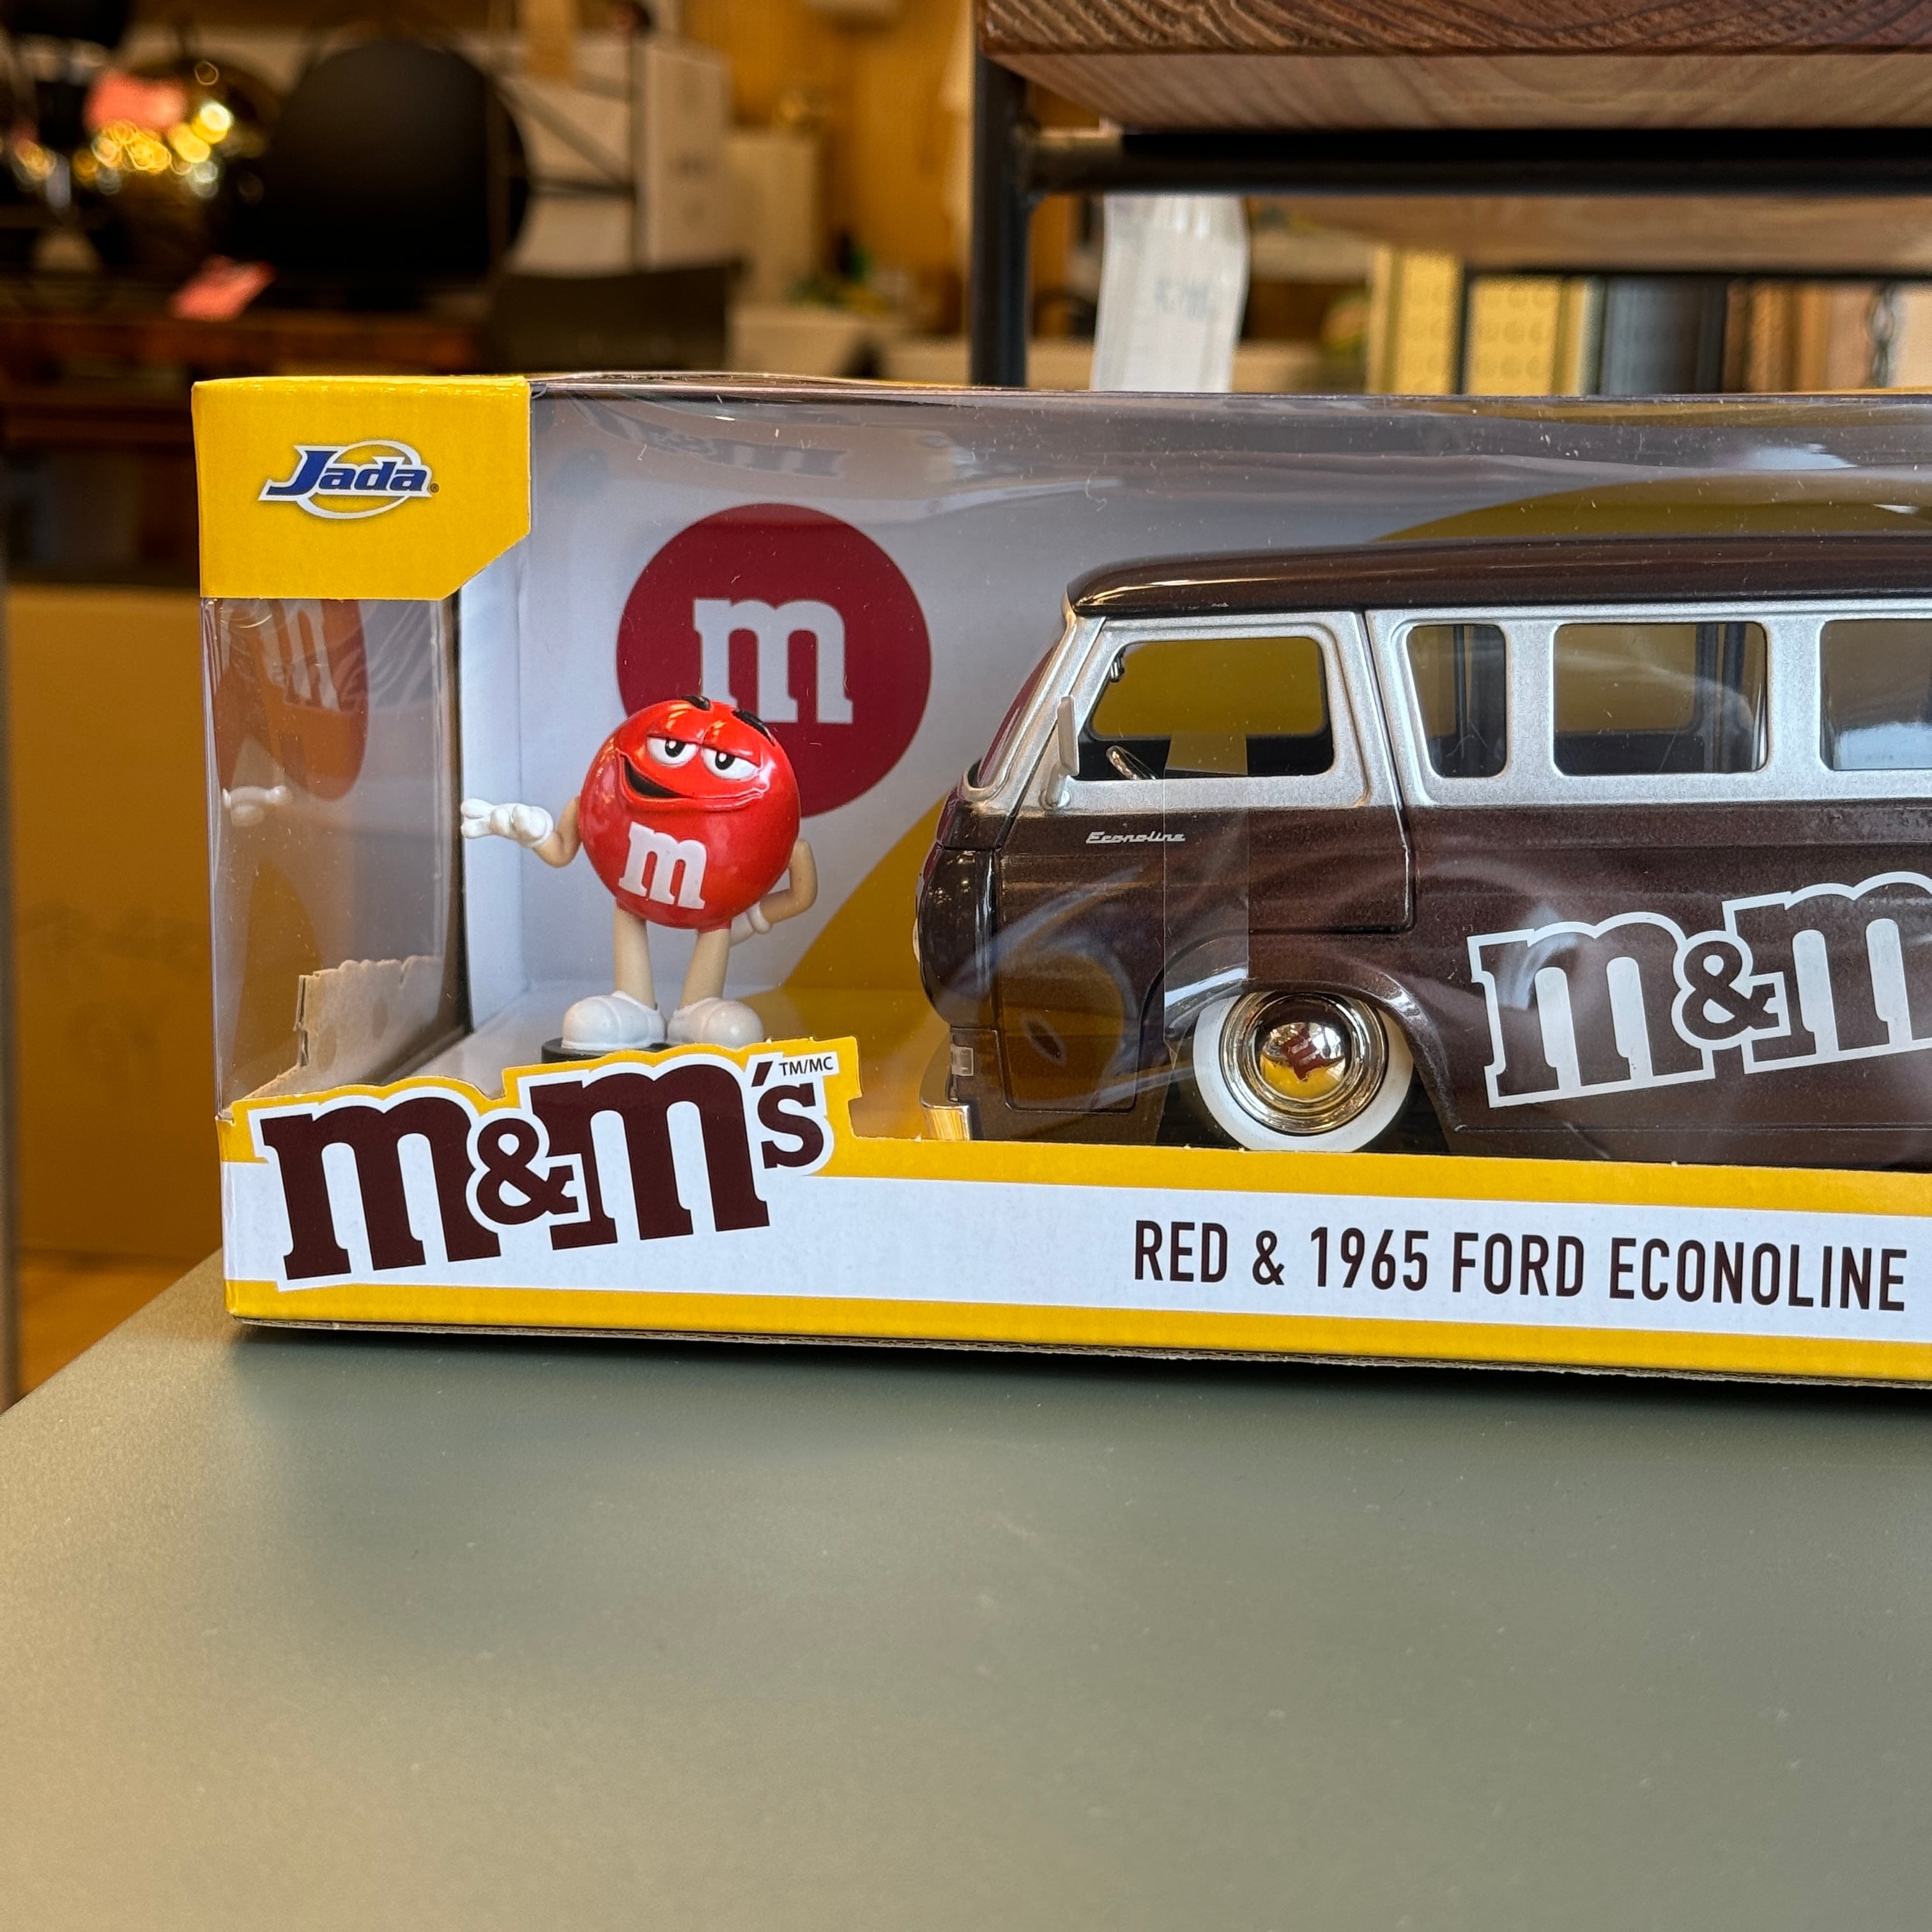 Jada®
m
m
Econoline
m&m
m
m&m's TM/MC
RED & 1965 FORD ECONOLINE